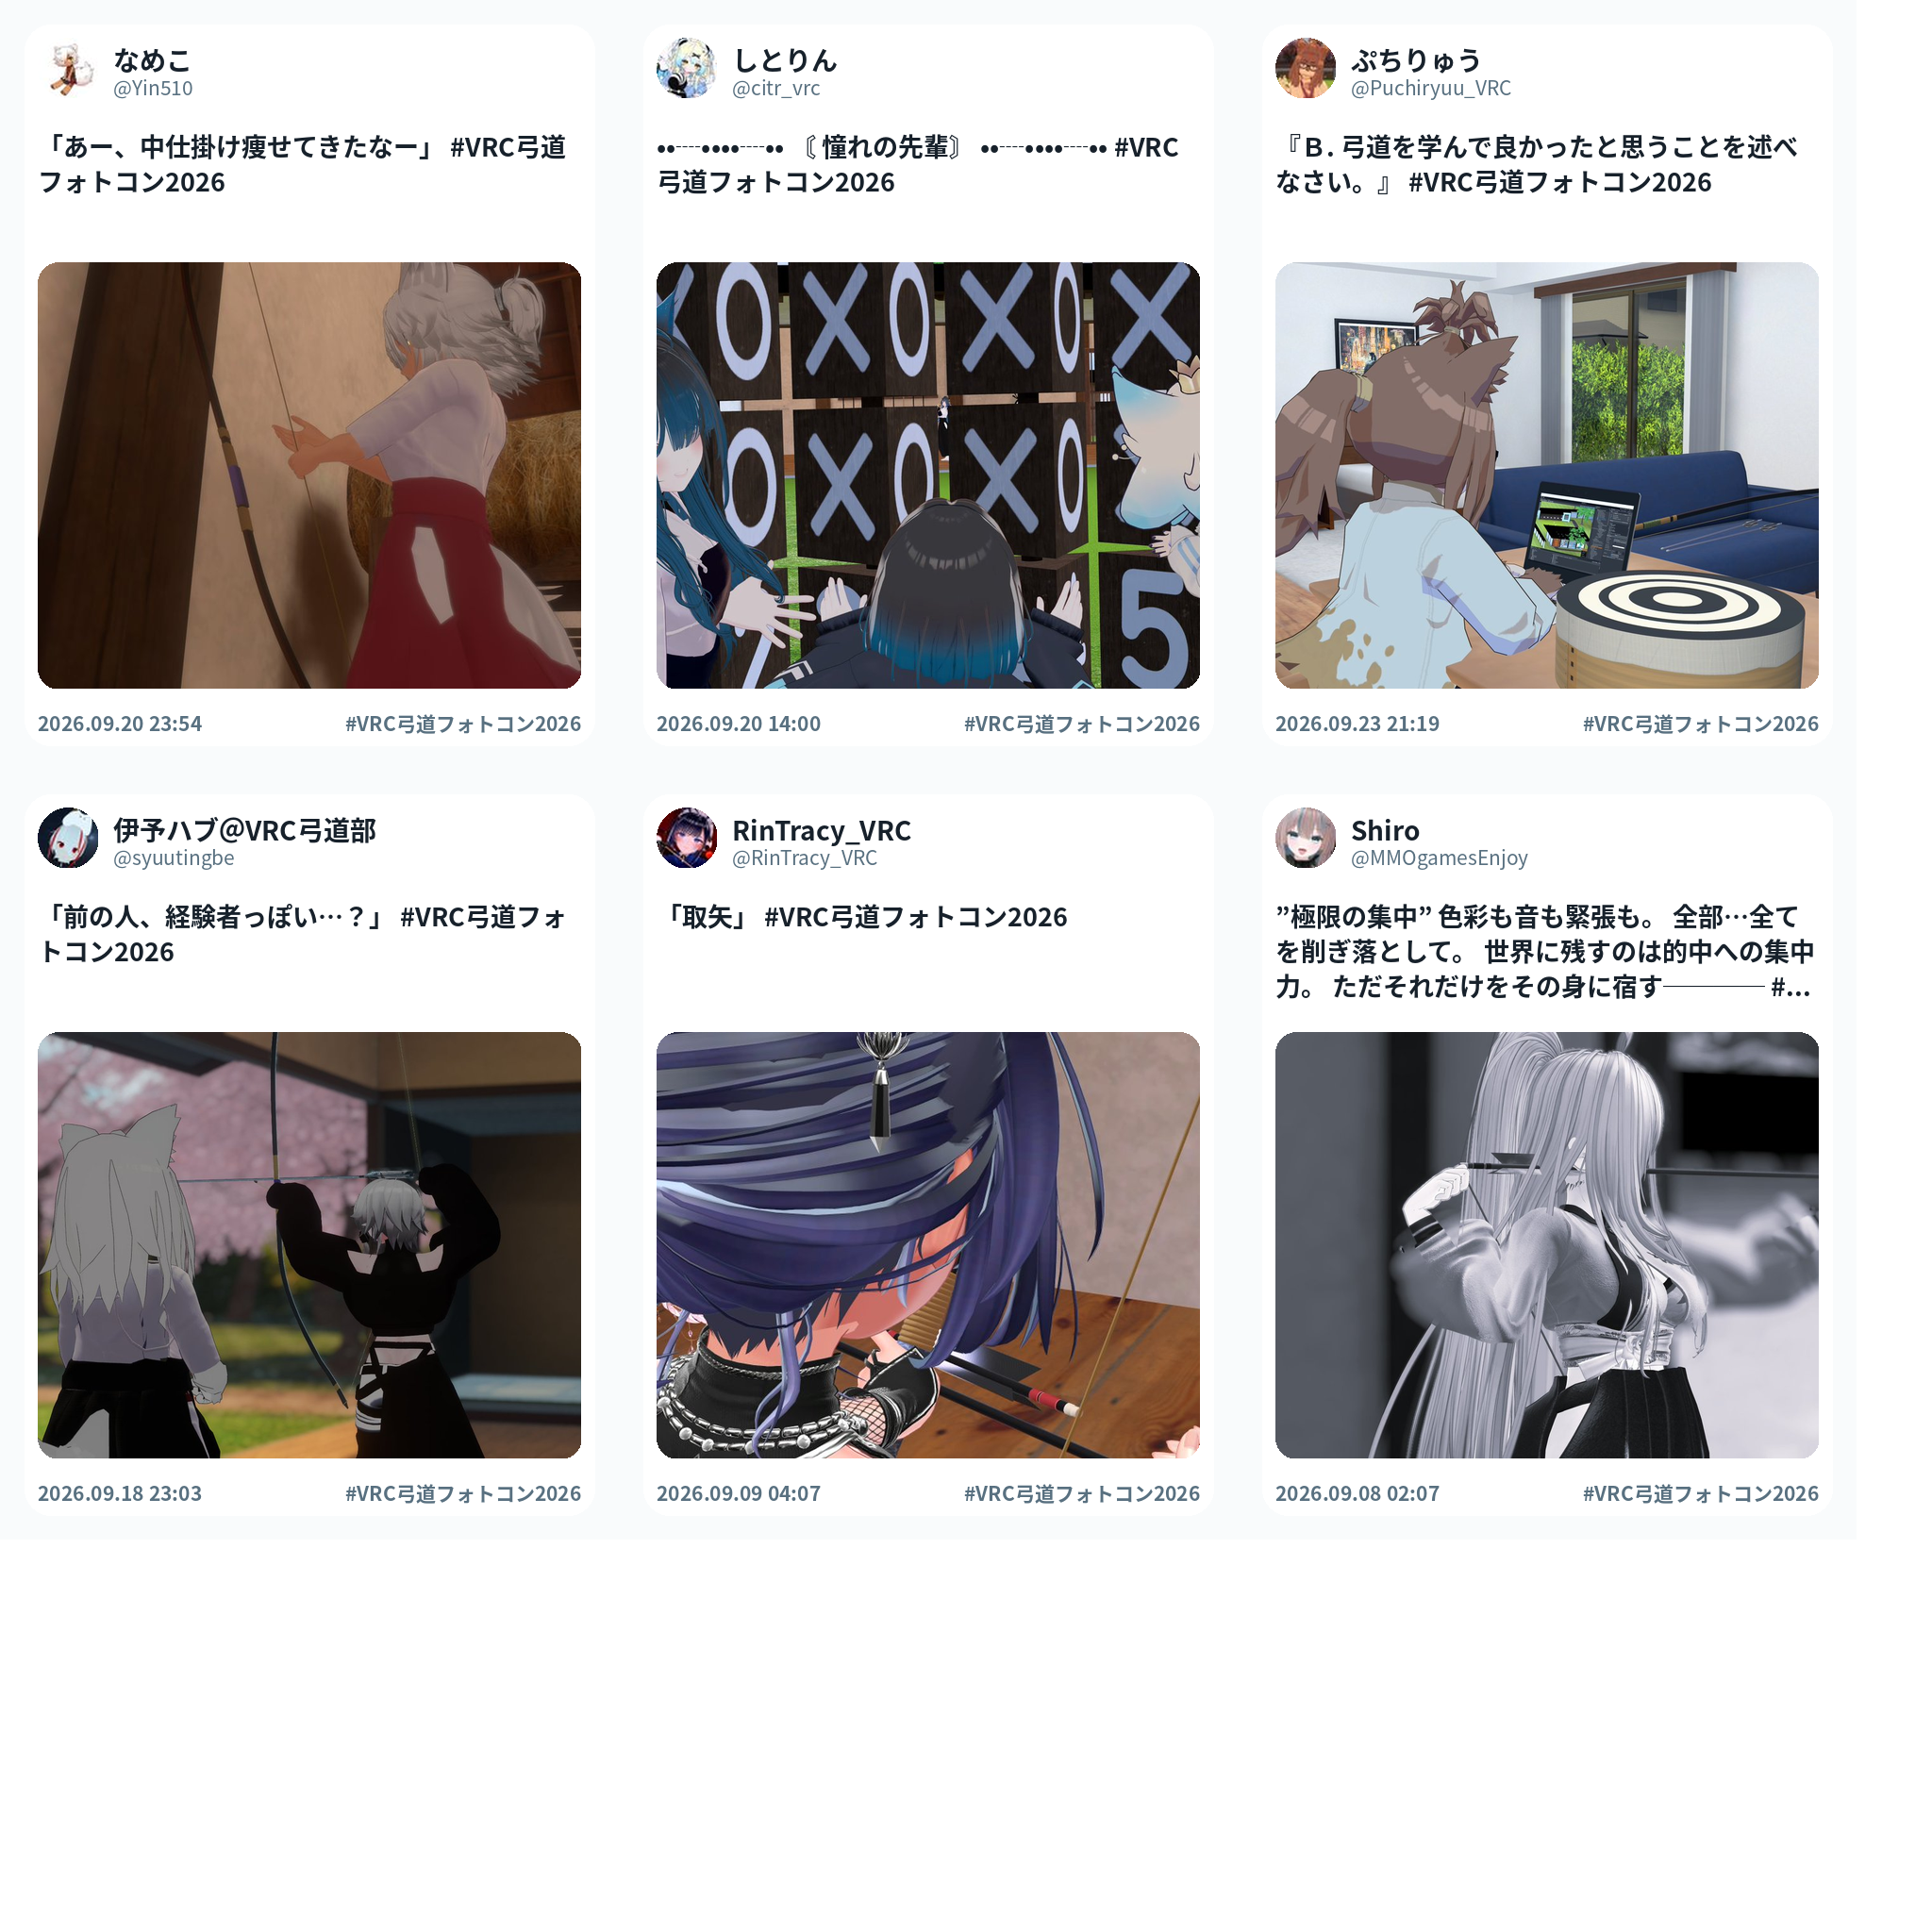 なめこ
@Yin510
「あー、中仕掛け痩せてきたなー」 #VRC弓道
フォトコン2026
2026.09.20 23:54
#VRC弓道フォトコン2026
しとりん
@citr_vrc
••┈┈••••┈┈•• 〘 憧れの先輩〙 ••┈┈••••┈┈•• #VRC
弓道フォトコン2026
O X O X O X
O X O X O
5
2026.09.20 14:00
#VRC弓道フォトコン2026
ぷちりゅう
@Puchiryuu_VRC
『Ｂ. 弓道を学んで良かったと思うことを述べ
なさい。』 #VRC弓道フォトコン2026
2026.09.23 21:19
#VRC弓道フォトコン2026
伊予ハブ＠VRC弓道部
@syuutingbe
「前の人、経験者っぽい…？」 #VRC弓道フォ
トコン2026
2026.09.18 23:03
#VRC弓道フォトコン2026
RinTracy_VRC
@RinTracy_VRC
「取矢」 #VRC弓道フォトコン2026
2026.09.09 04:07
#VRC弓道フォトコン2026
Shiro
@MMOgamesEnjoy
”極限の集中” 色彩も音も緊張も。 全部…全て
を削ぎ落として。 世界に残すのは的中への集中
力。 ただそれだけをその身に宿す———— #...
2026.09.08 02:07
#VRC弓道フォトコン2026